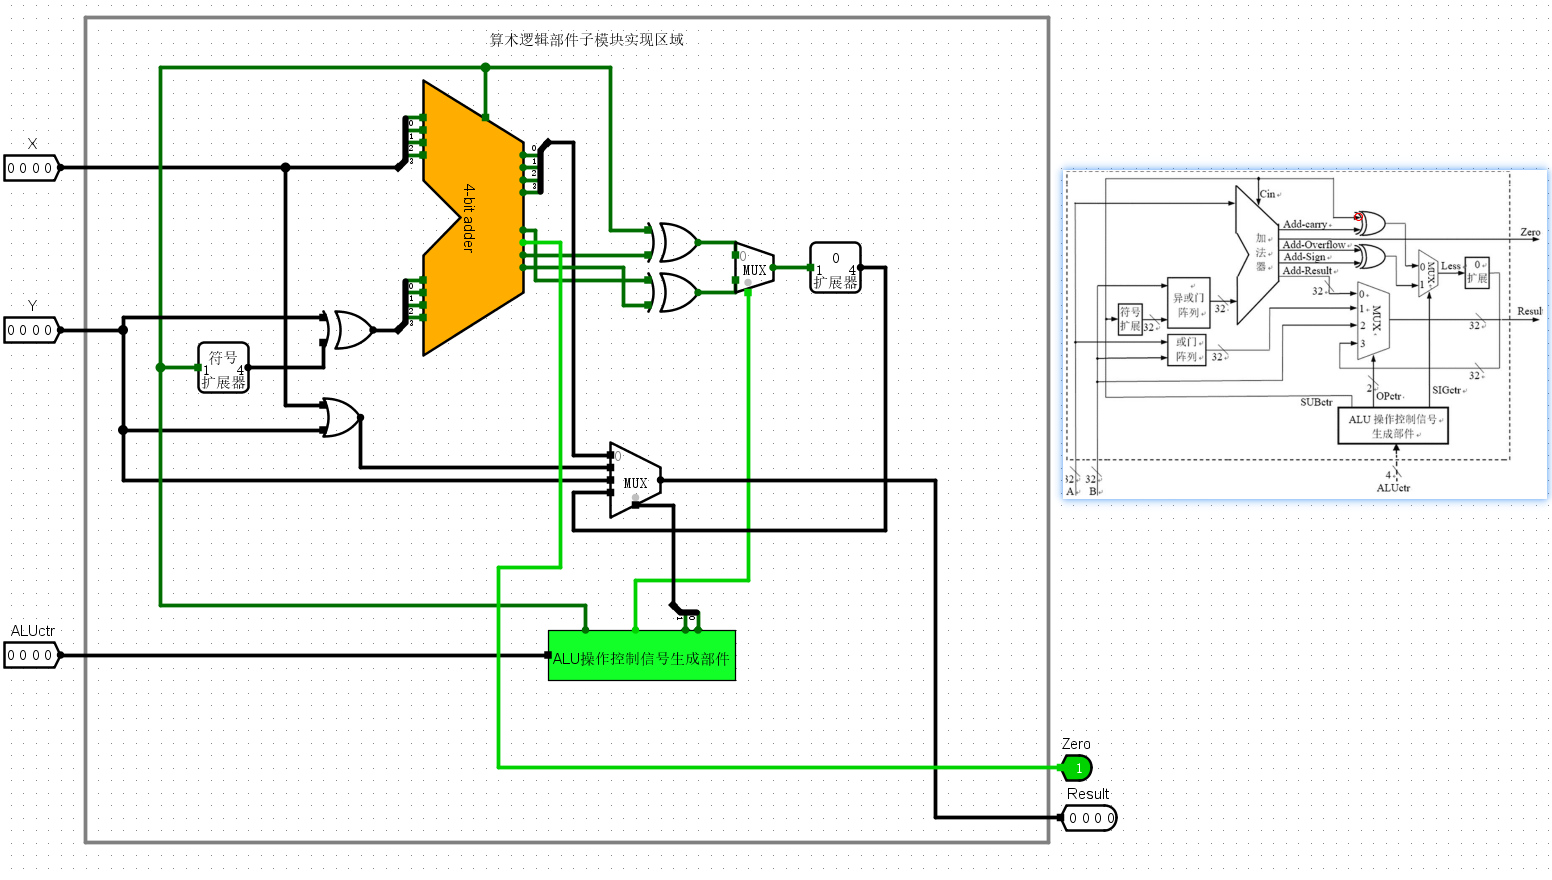 算术逻辑部件子模块实现区域
X
0 0 0 0
0
1
2
3
4-bit adder
0
1
2
3
Y
0 0 0 0
0
1
2
3
符号
1 4
扩展器
0
MUX
0
1 4
扩展器
0
MUX
1
0
ALUctr
0 0 0 0
ALU操作控制信号生成部件
Zero
1
Result
0 0 0 0
Cin
加
法
器
Add-carry
Add-Overflow
Add-Sign
Add-Result
32
Zero
0
1
MUX
Less
0
扩展
异或门
阵列
32
符号
扩展
32
或门
阵列
32
0
1
2
3
MUX
32
Resul
32
2
OPctr
SIGctr
SUBctr
ALU 操作控制信号
生成部件
4
ALUctr
32 32
A B